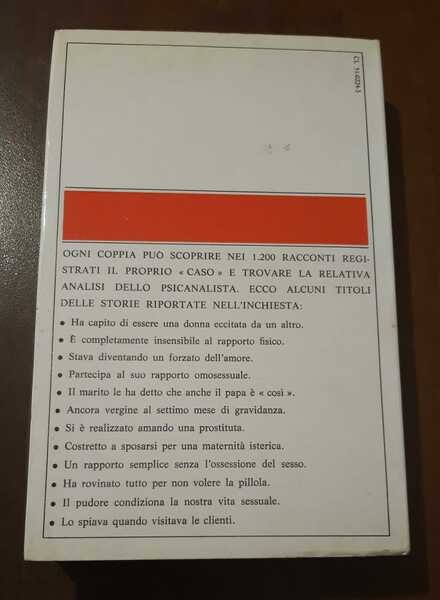 CL 51-0224-5
OGNI COPPIA PUÒ SCOPRIRE NEI 1.200 RACCONTI REGI-
STRATI IL PROPRIO « CASO » E TROVARE LA RELATIVA
ANALISI DELLO PSICANALISTA. ECCO ALCUNI TITOLI
DELLE STORIE RIPORTATE NELL'INCHIESTA:
• Ha capito di essere una donna eccitata da un altro.
• È completamente insensibile al rapporto fisico.
• Stava diventando un forzato dell'amore.
• Partecipa al suo rapporto omosessuale.
• Il marito le ha detto che anche il papa è « così ».
• Ancora vergine al settimo mese di gravidanza.
• Si è realizzato amando una prostituta.
• Costretto a sposarsi per una maternità isterica.
• Un rapporto semplice senza l'ossessione del sesso.
• Ha rovinato tutto per non volere la pillola.
• Il pudore condiziona la nostra vita sessuale.
• Lo spiava quando visitava le clienti.